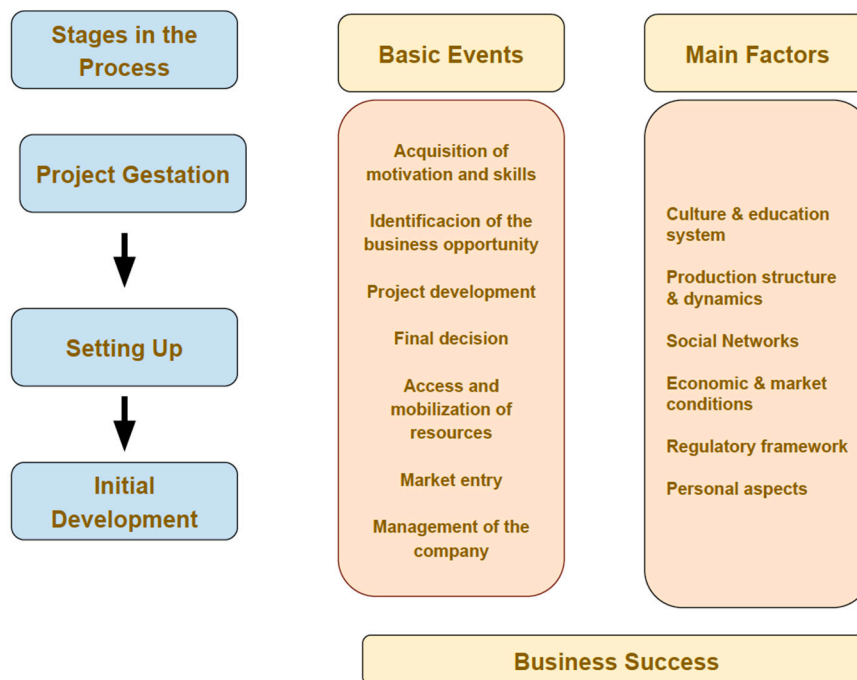 Stages in the
Process
Project Gestation
Setting Up
Initial
Development
Basic Events
Acquisition of
motivation and skills
Identificacion of the
business opportunity
Project development
Final decision
Access and
mobilization of
resources
Market entry
Management of the
company
Main Factors
Culture & education
system
Production structure
& dynamics
Social Networks
Economic & market
conditions
Regulatory framework
Personal aspects
Business Success